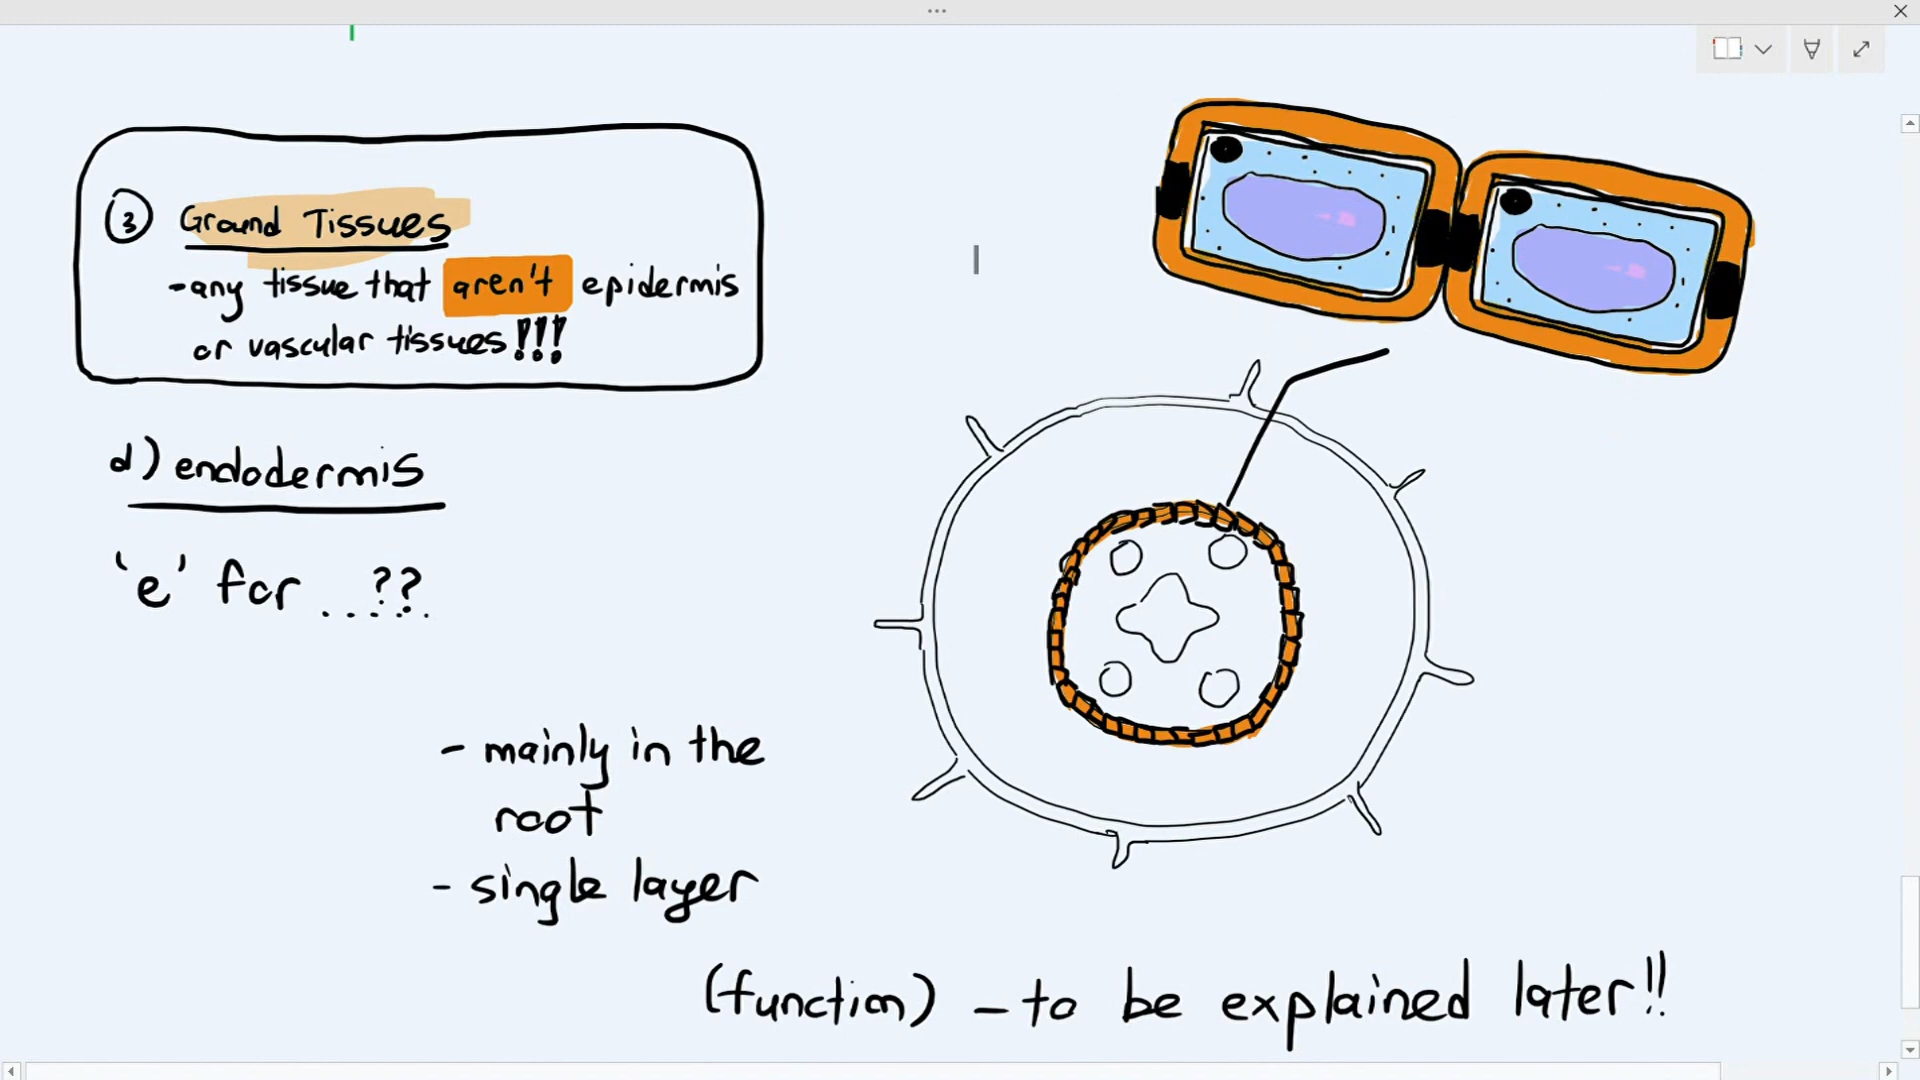 3 Ground Tissues
-any tissue that aren't epidermis
or vascular tissues!!!
d) endodermis
'e' for ....??.
- mainly in the
root
- single layer
(function) - to be explained later!!